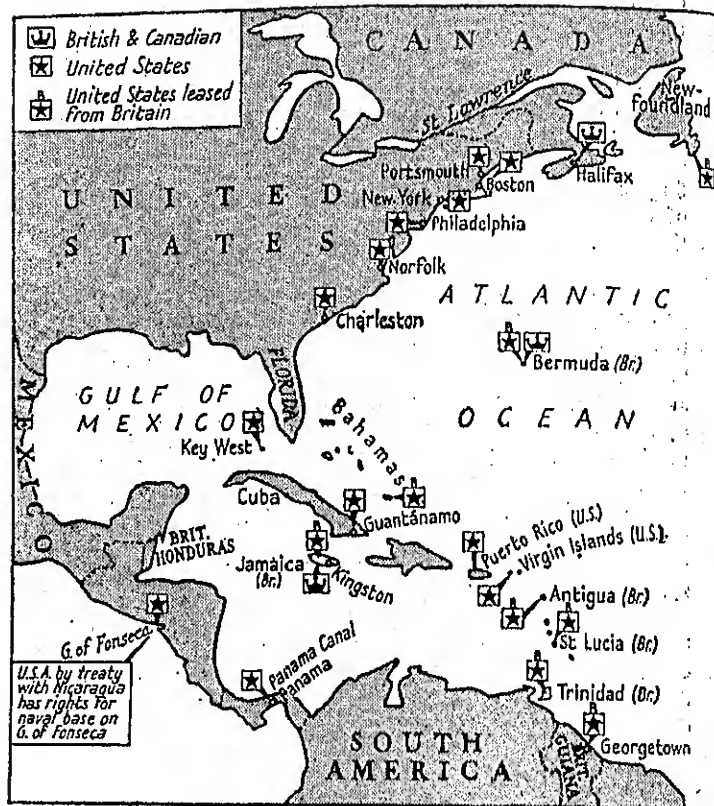 British & Canadian
United States
B
United States leased
from Britain
CANADA
St. Lawrence
New-
foundland
B
Portsmouth
Boston
Halifax
UNITED
STATES
New York
Philadelphia
Norfolk
Charleston
ATLANTIC
OCEAN
B
Bermuda (Br.)
FLORIDA
GULF OF
MEXICO
Key West
MEXICO
Bahamas
B
Cuba
Guantánamo
BRIT.
HONDURAS
B
Jamaica
(Br.)
Kingston
Puerto Rico (U.S.)
Virgin Islands (U.S.)
B
Antigua (Br.)
B
St Lucia (Br.)
B
Trinidad (Br.)
B
Georgetown
G. of Fonseca
U.S.A. by treaty
with Nicaragua
has rights for
naval base on
G. of Fonseca
Panama Canal
Panama
SOUTH
AMERICA
BRIT.
GUIANA